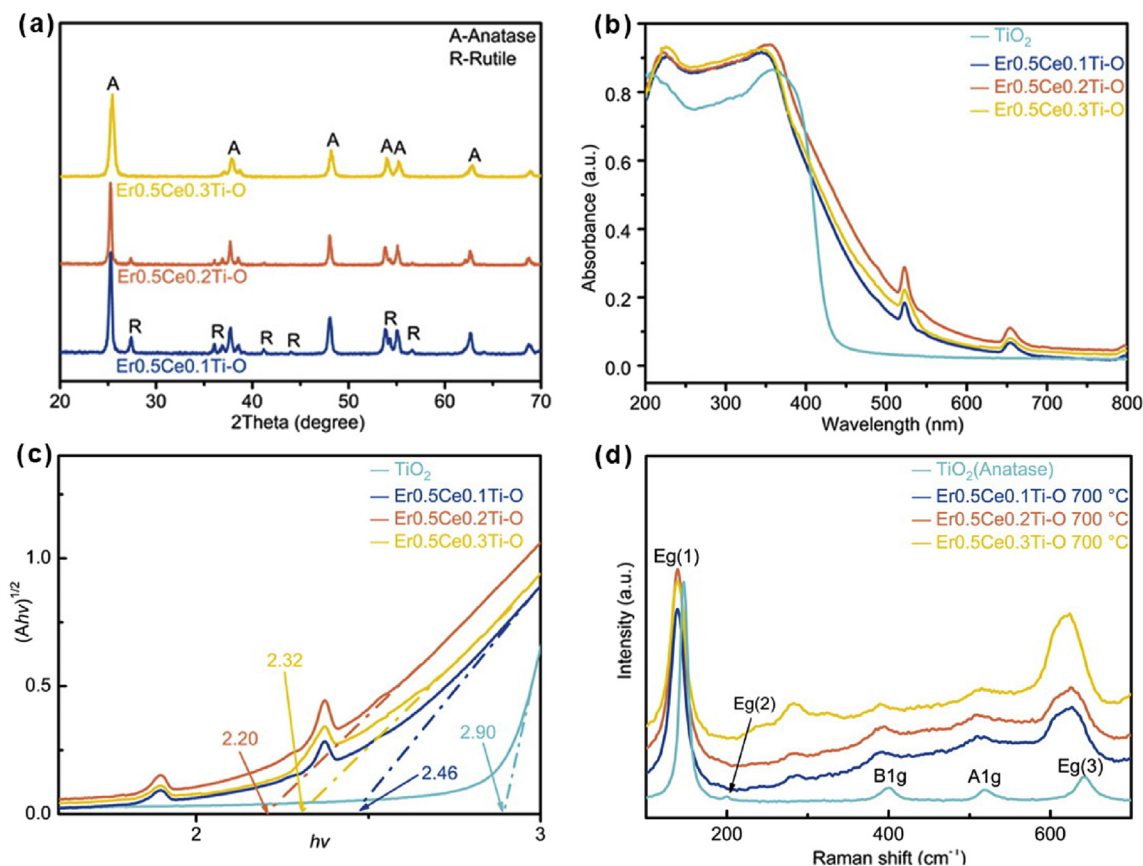 (a)
A-Anatase
R-Rutile
A
A
A
A
A
A
Er0.5Ce0.3Ti-O
Er0.5Ce0.2Ti-O
R
R
R
R
R
R
Er0.5Ce0.1Ti-O
20
30
40
50
60
70
2Theta (degree)
(b)
TiO2
Er0.5Ce0.1Ti-O
Er0.5Ce0.2Ti-O
Er0.5Ce0.3Ti-O
Absorbance (a.u.)
0.8
0.6
0.4
0.2
0.0
200
300
400
500
600
700
800
Wavelength (nm)
(c)
TiO2
Er0.5Ce0.1Ti-O
Er0.5Ce0.2Ti-O
Er0.5Ce0.3Ti-O
(Ahν)1/2
1.0
0.5
0.0
2.32
2.20
2.90
2.46
2
3
hν
(d)
TiO2(Anatase)
Er0.5Ce0.1Ti-O 700 °C
Er0.5Ce0.2Ti-O 700 °C
Er0.5Ce0.3Ti-O 700 °C
Intensity (a.u.)
Eg(1)
Eg(2)
B1g
A1g
Eg(3)
200
400
600
Raman shift (cm-1)